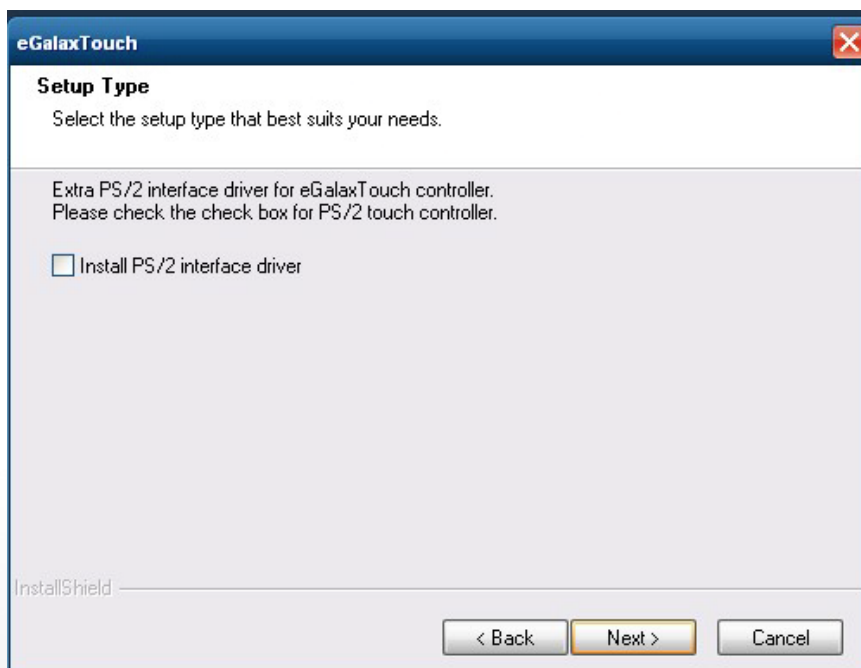 eGalaxTouch
Setup Type
Select the setup type that best suits your needs.
Extra PS/2 interface driver for eGalaxTouch controller.
Please check the check box for PS/2 touch controller.
Install PS/2 interface driver
InstallShield
< Back
Next >
Cancel